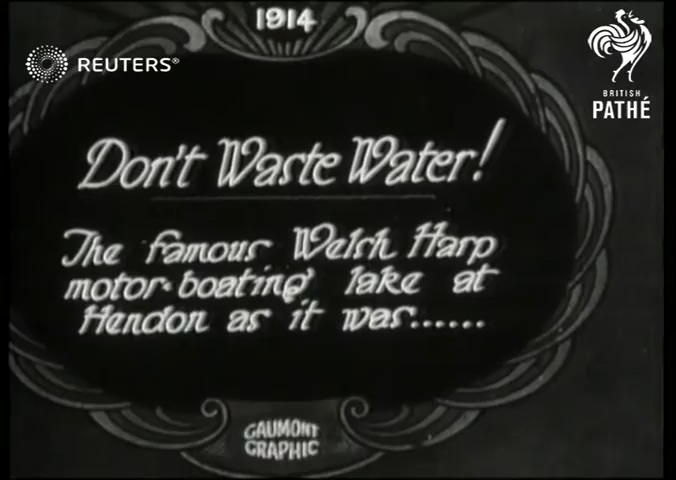 1914
REUTERS®
BRITISH
PATHÉ
Don't Waste Water!
The famous Welsh Harp
motor-boating lake at
Hendon as it was......
GAUMONT
GRAPHIC